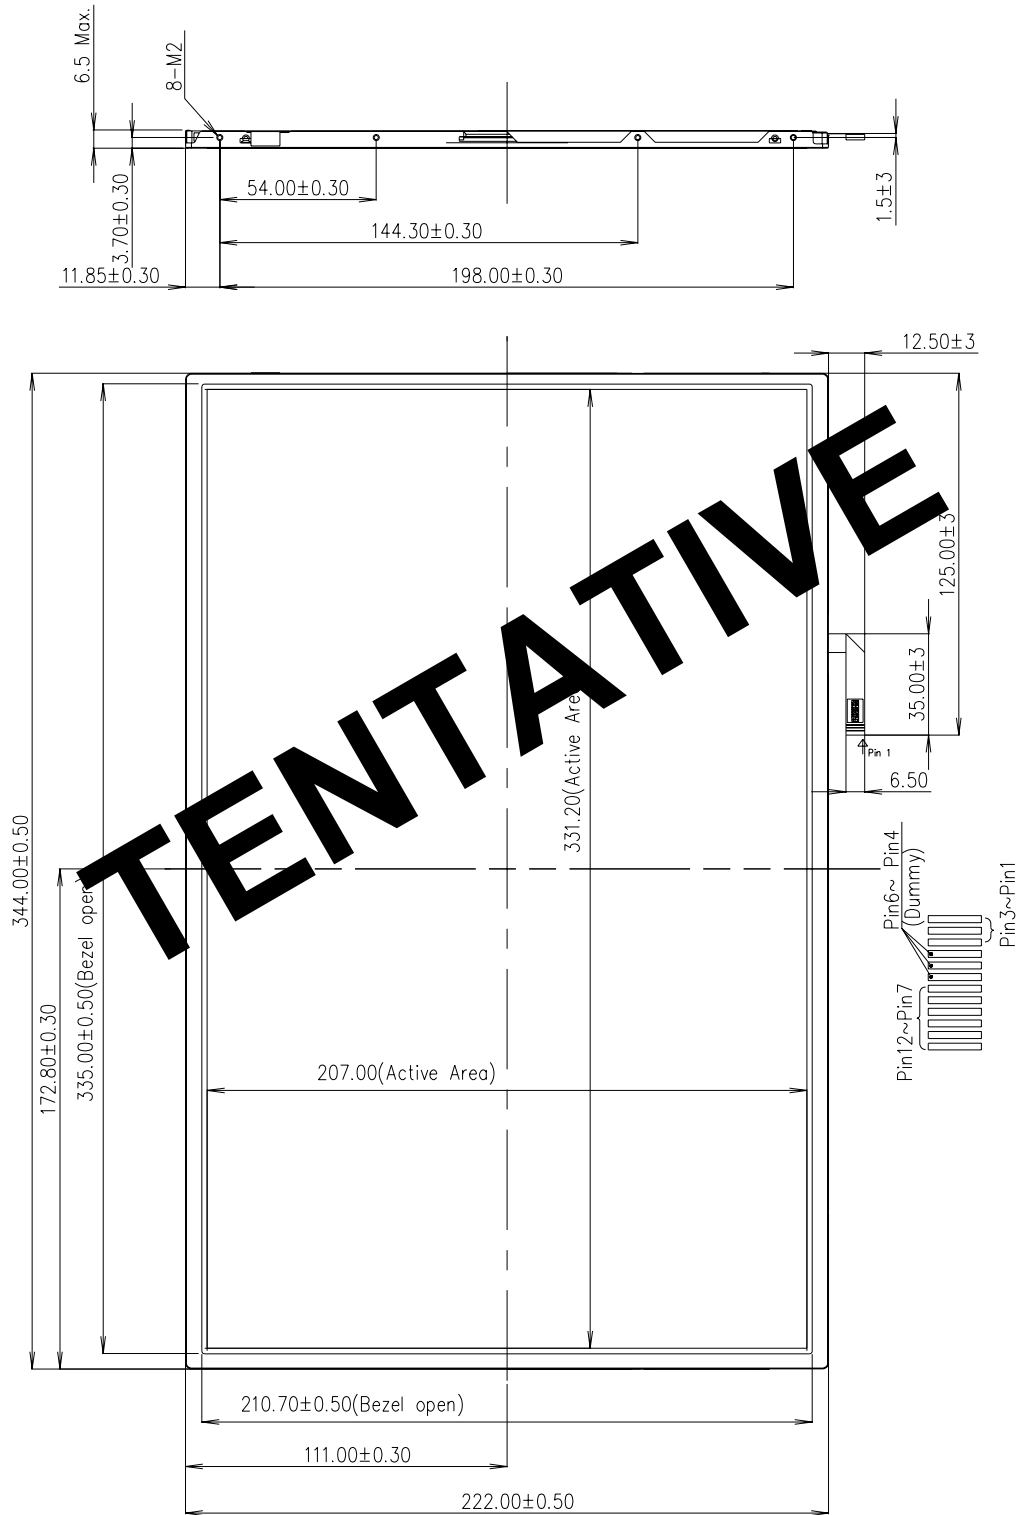 6.5 Max.
8-M2
3.70±0.30
54.00±0.30
144.30±0.30
1.5±3
11.85±0.30
198.00±0.30
12.50±3
TENTATIVE
125.00±3
35.00±3
331.20(Active Area
Pin 1
6.50
344.00±0.50
335.00±0.50(Bezel open
Pin6~ Pin4
(Dummy)
Pin3~Pin1
Pin12~Pin7
172.80±0.30
207.00(Active Area)
210.70±0.50(Bezel open)
111.00±0.30
222.00±0.50